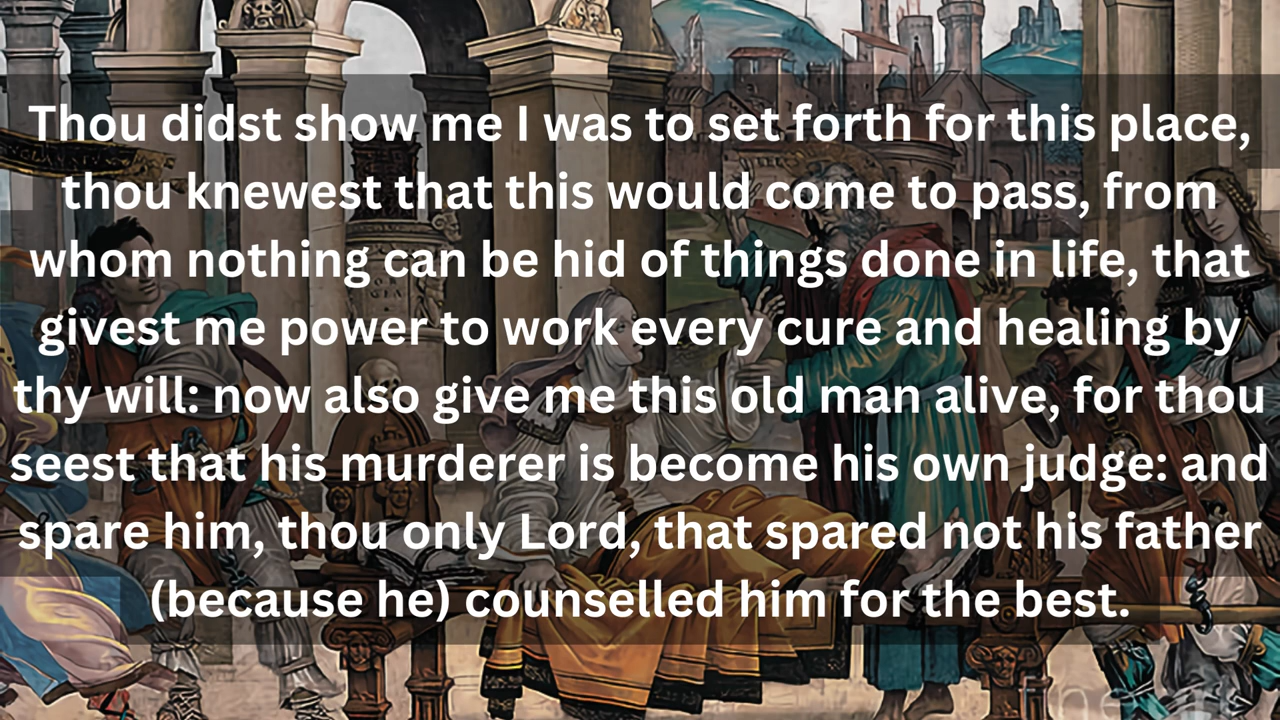 Thou didst show me I was to set forth for this place,
thou knewest that this would come to pass, from
whom nothing can be hid of things done in life, that
givest me power to work every cure and healing by
thy will: now also give me this old man alive, for thou
seest that his murderer is become his own judge: and
spare him, thou only Lord, that spared not his father
(because he) counselled him for the best.